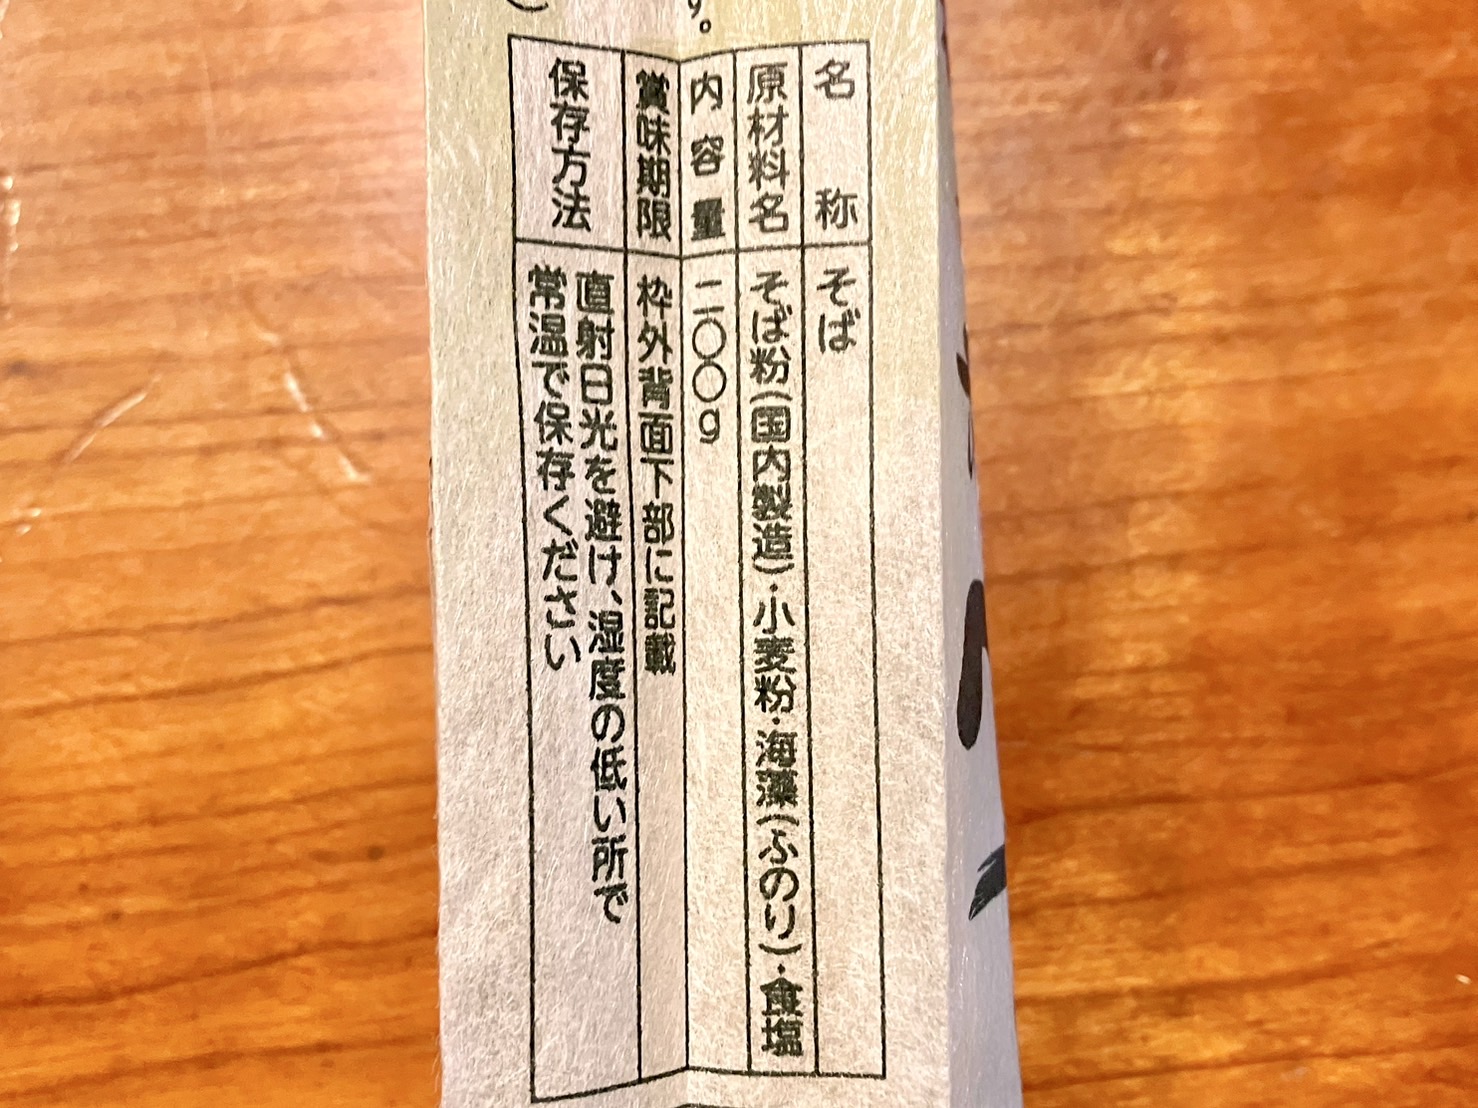 名称
そば
原材料名
そば粉(国内製造)・小麦粉・海藻(ふのり)・食塩
内容量
二〇〇g
賞味期限
枠外背面下部に記載
保存方法
直射日光を避け、湿度の低い所で
常温で保存ください
す。